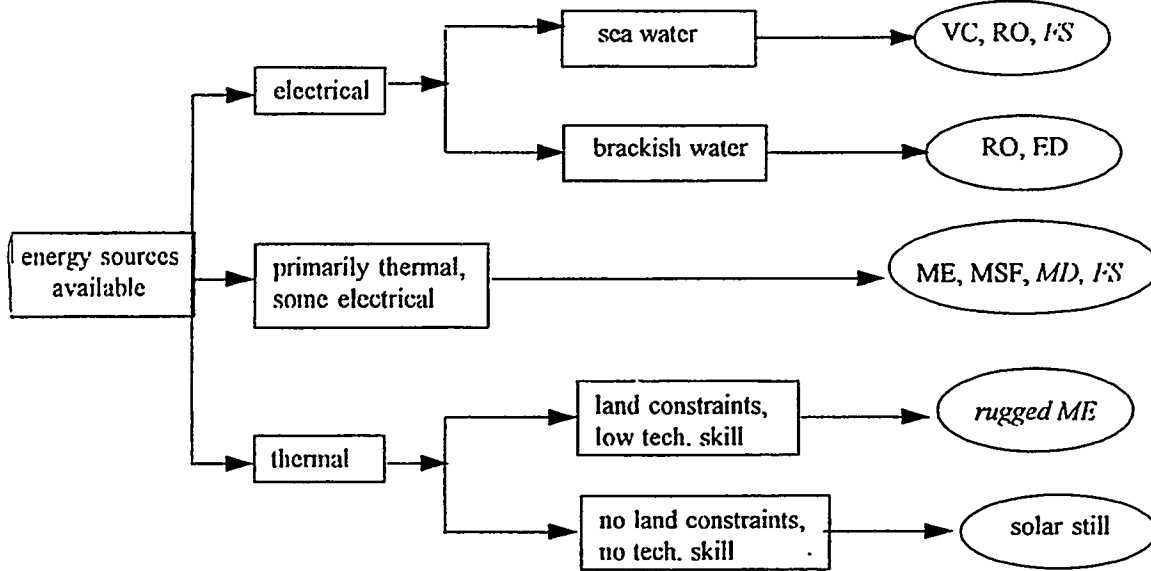 sea water
VC, RO, FS
electrical
brackish water
RO, ED
energy sources
available
primarily thermal,
some electrical
ME, MSF, MD, FS
land constraints,
low tech. skill
rugged ME
thermal
no land constraints,
no tech. skill
solar still